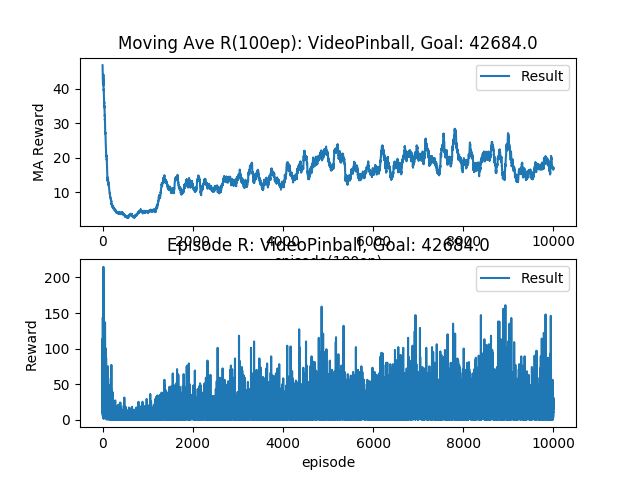 Moving Ave R(100ep): VideoPinball, Goal: 42684.0
Result
40
30
20
10
MA Reward
0 2000 4000 6000 8000 10000
episode(100ep)
Episode R: VideoPinball, Goal: 42684.0
Result
200
150
100
50
0
Reward
0 2000 4000 6000 8000 10000
episode